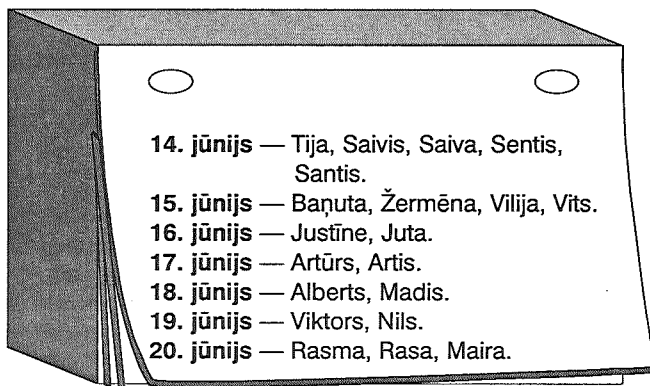 14. jūnijs — Tija, Saivis, Saiva, Sentis,
Santis.
15. jūnijs — Baņuta, Žermēna, Vilija, Vits.
16. jūnijs — Justīne, Juta.
17. jūnijs — Artūrs, Artis.
18. jūnijs — Alberts, Madis.
19. jūnijs — Viktors, Nils.
20. jūnijs — Rasma, Rasa, Maira.